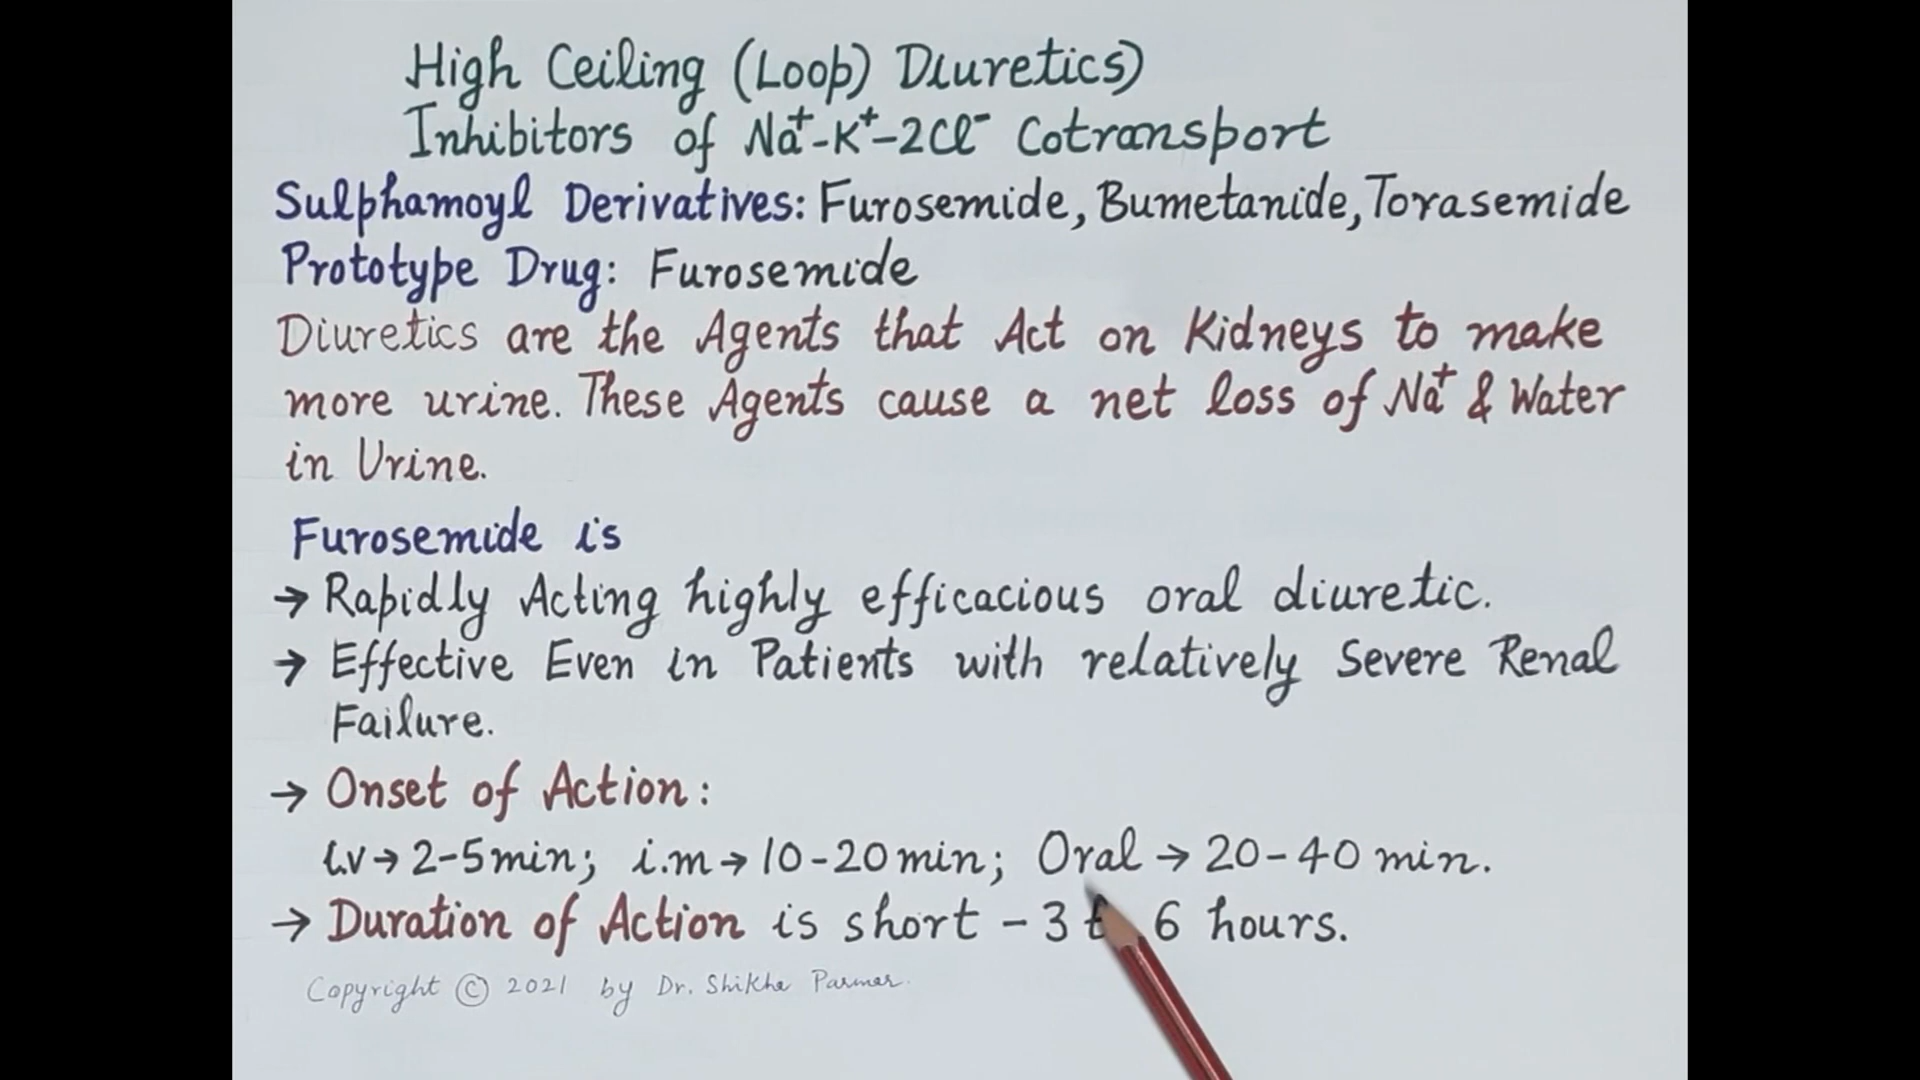 High Ceiling (Loop) Diuretics)
Inhibitors of Na⁺-K⁺-2Cl⁻ Cotransport
Sulphamoyl Derivatives: Furosemide, Bumetanide, Torasemide
Prototype Drug: Furosemide
Diuretics are the Agents that Act on Kidneys to make
more urine. These Agents cause a net loss of Na⁺ & Water
in Urine.
Furosemide is
→ Rapidly Acting highly efficacious oral diuretic.
→ Effective Even in Patients with relatively Severe Renal
Failure.
→ Onset of Action:
i.v → 2-5 min; i.m → 10-20 min; Oral → 20-40 min.
→ Duration of Action is short - 3 to 6 hours.
Copyright © 2021 by Dr. Shikha Parmar.